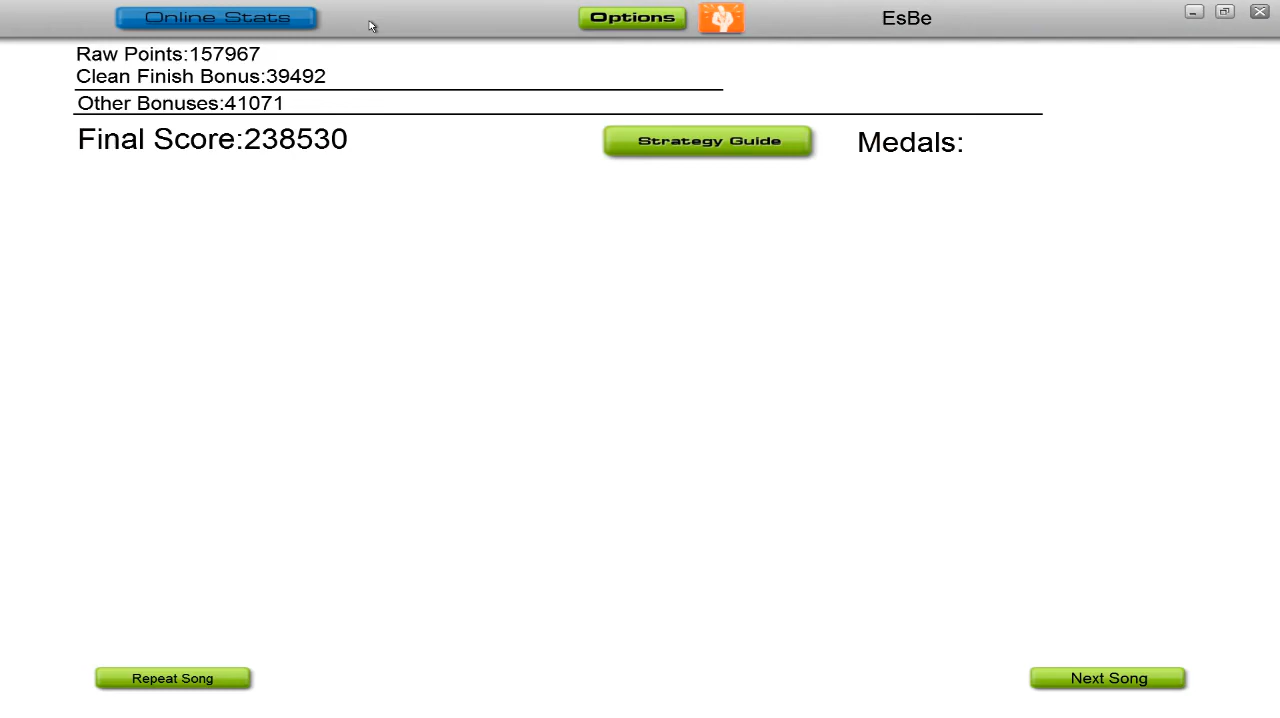 Online Stats
Options
EsBe
Raw Points:157967
Clean Finish Bonus:39492
Other Bonuses:41071
Final Score:238530
Strategy Guide
Medals:
Repeat Song
Next Song